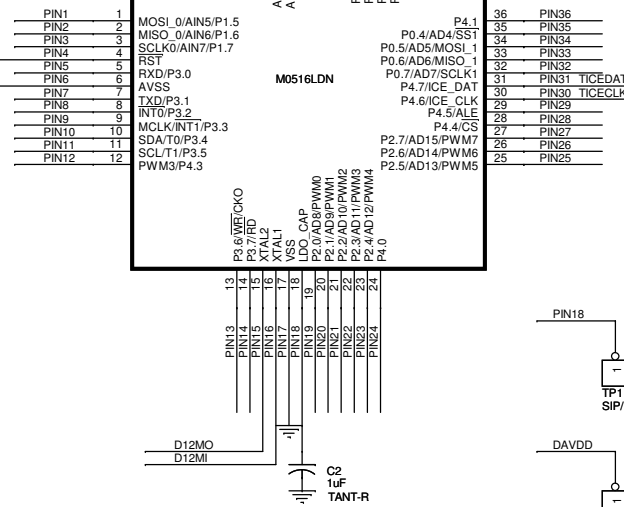 PIN1 1 MOSI_0/AIN5/P1.5
PIN2 2 MISO_0/AIN6/P1.6
PIN3 3 SCLK0/AIN7/P1.7
PIN4 4 RST
PIN5 5 RXD/P3.0
PIN6 6 AVSS
PIN7 7 TXD/P3.1
PIN8 8 INT0/P3.2
PIN9 9 MCLK/INT1/P3.3
PIN10 10 SDA/T0/P3.4
PIN11 11 SCL/T1/P3.5
PIN12 12 PWM3/P4.3
M0516LDN
P4.1 36 PIN36
P0.4/AD4/SS1 35 PIN35
P0.5/AD5/MOSI_1 34 PIN34
P0.6/AD6/MISO_1 33 PIN33
P0.7/AD7/SCLK1 32 PIN32
P4.7/ICE_DAT 31 PIN31 TICEDAT
P4.6/ICE_CLK 30 PIN30 TICECLK
P4.5/ALE 29 PIN29
P4.4/CS 28 PIN28
P2.7/AD15/PWM7 27 PIN27
P2.6/AD14/PWM6 26 PIN26
P2.5/AD13/PWM5 25 PIN25
P3.6/WR/CKO 13 PIN13
P3.7/RD 14 PIN14
XTAL2 15 PIN15
XTAL1 16 PIN16
VSS 17 PIN17
LDO_CAP 18 PIN18
P2.0/AD8/PWM0 19 PIN19
P2.1/AD9/PWM1 20 PIN20
P2.2/AD10/PWM2 21 PIN21
P2.3/AD11/PWM3 22 PIN22
P2.4/AD12/PWM4 23 PIN23
P4.0 24 PIN24
D12MO
D12MI
C2
1uF
TANT-R
PIN18
1
TP1
SIP/
DAVDD
1